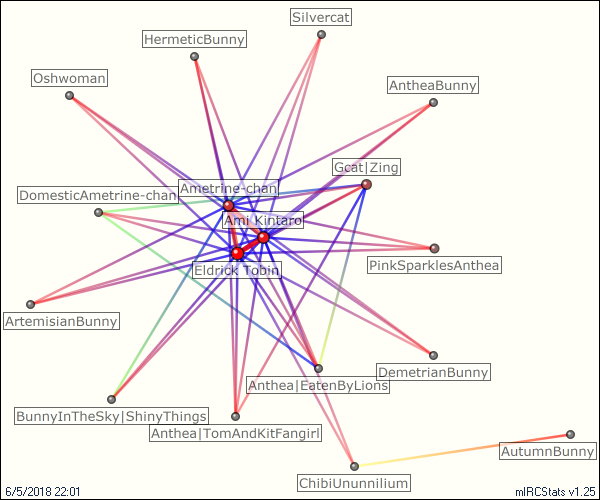 Silvercat
HermeticBunny
Oshwoman
AntheaBunny
Gcat|Zing
DomesticAmetrine-chan
Ametrine-chan
Ami Kintaro
PinkSparklesAnthea
Eldrick Tobin
ArtemisianBunny
DemetrianBunny
Anthea|EatenByLions
BunnyInTheSky|ShinyThings
Anthea|TomAndKitFangirl
AutumnBunny
ChibiUnunnilium
6/5/2018 22:01
mIRCStats v1.25